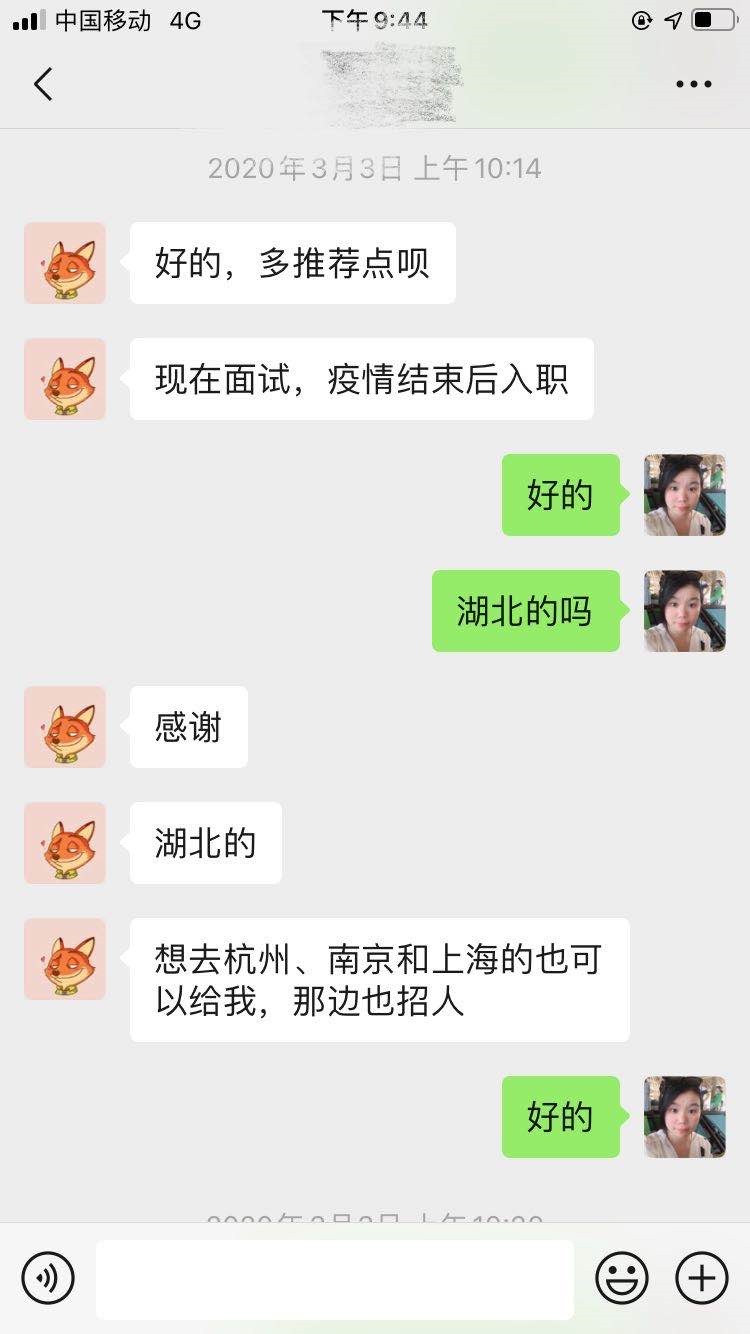 中国移动 4G 下午9:44
2020年3月3日 上午10:14
好的，多推荐点呗
现在面试，疫情结束后入职
好的
湖北的吗
感谢
湖北的
想去杭州、南京和上海的也可
以给我，那边也招人
好的